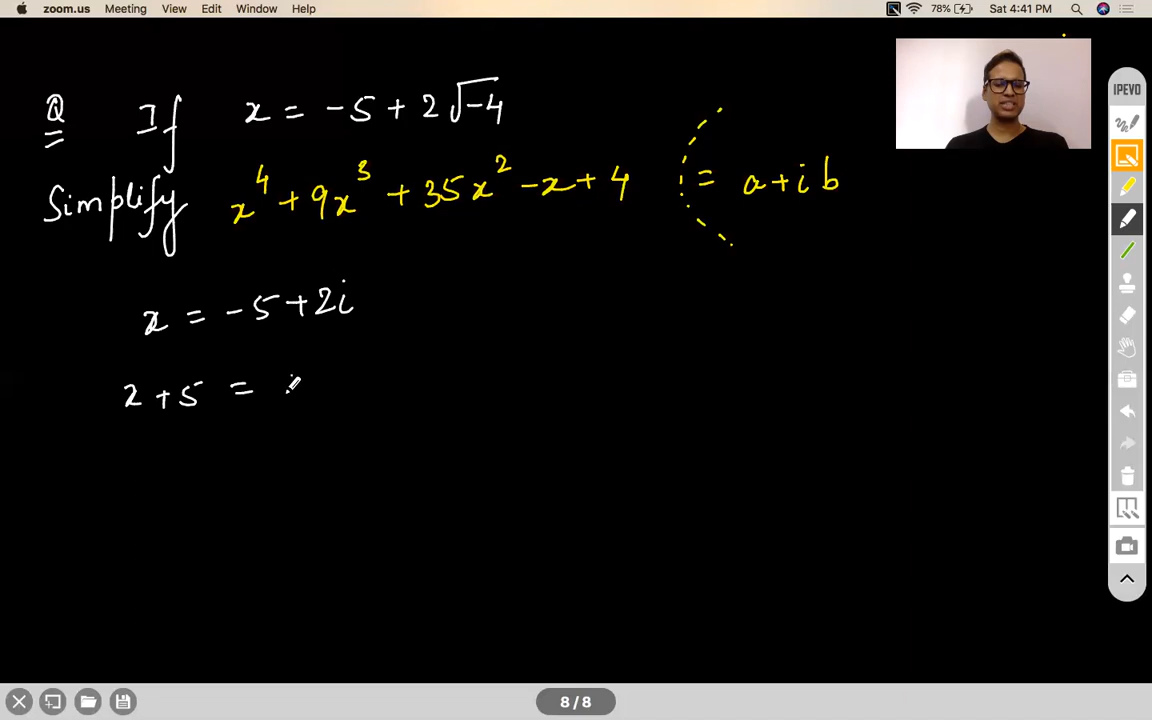 zoom.us Meeting View Edit Window Help 78% Sat 4:41 PM
IPEVO
Q If x = -5 + 2√-4
Simplify x⁴ + 9x³ + 35x² - x + 4 = a + i b
x = -5 + 2i
x + 5 =
8 / 8